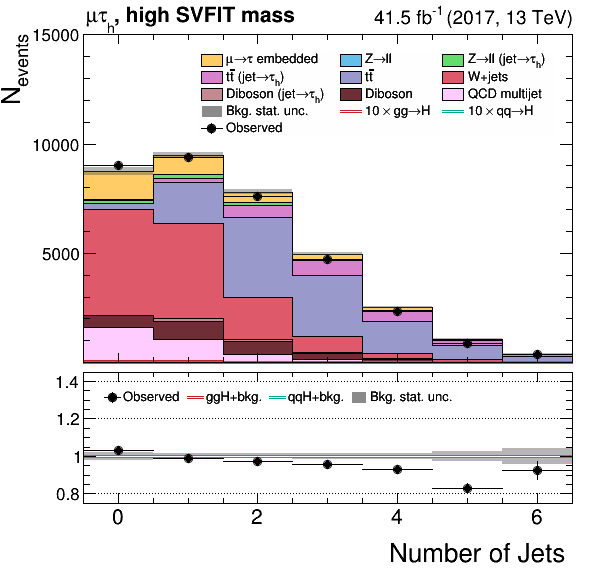 μτh, high SVFIT mass 41.5 fb-1 (2017, 13 TeV)
Nevents
15000
10000
5000
μ→τ embedded Z→ll Z→ll (jet→τh)
tt̄ (jet→τh) tt̄ W+jets
Diboson (jet→τh) Diboson QCD multijet
Bkg. stat. unc. 10 × gg→H 10 × qq→H
Observed
1.4
1.2
1
0.8
Observed ggH+bkg. qqH+bkg. Bkg. stat. unc.
0 2 4 6
Number of Jets